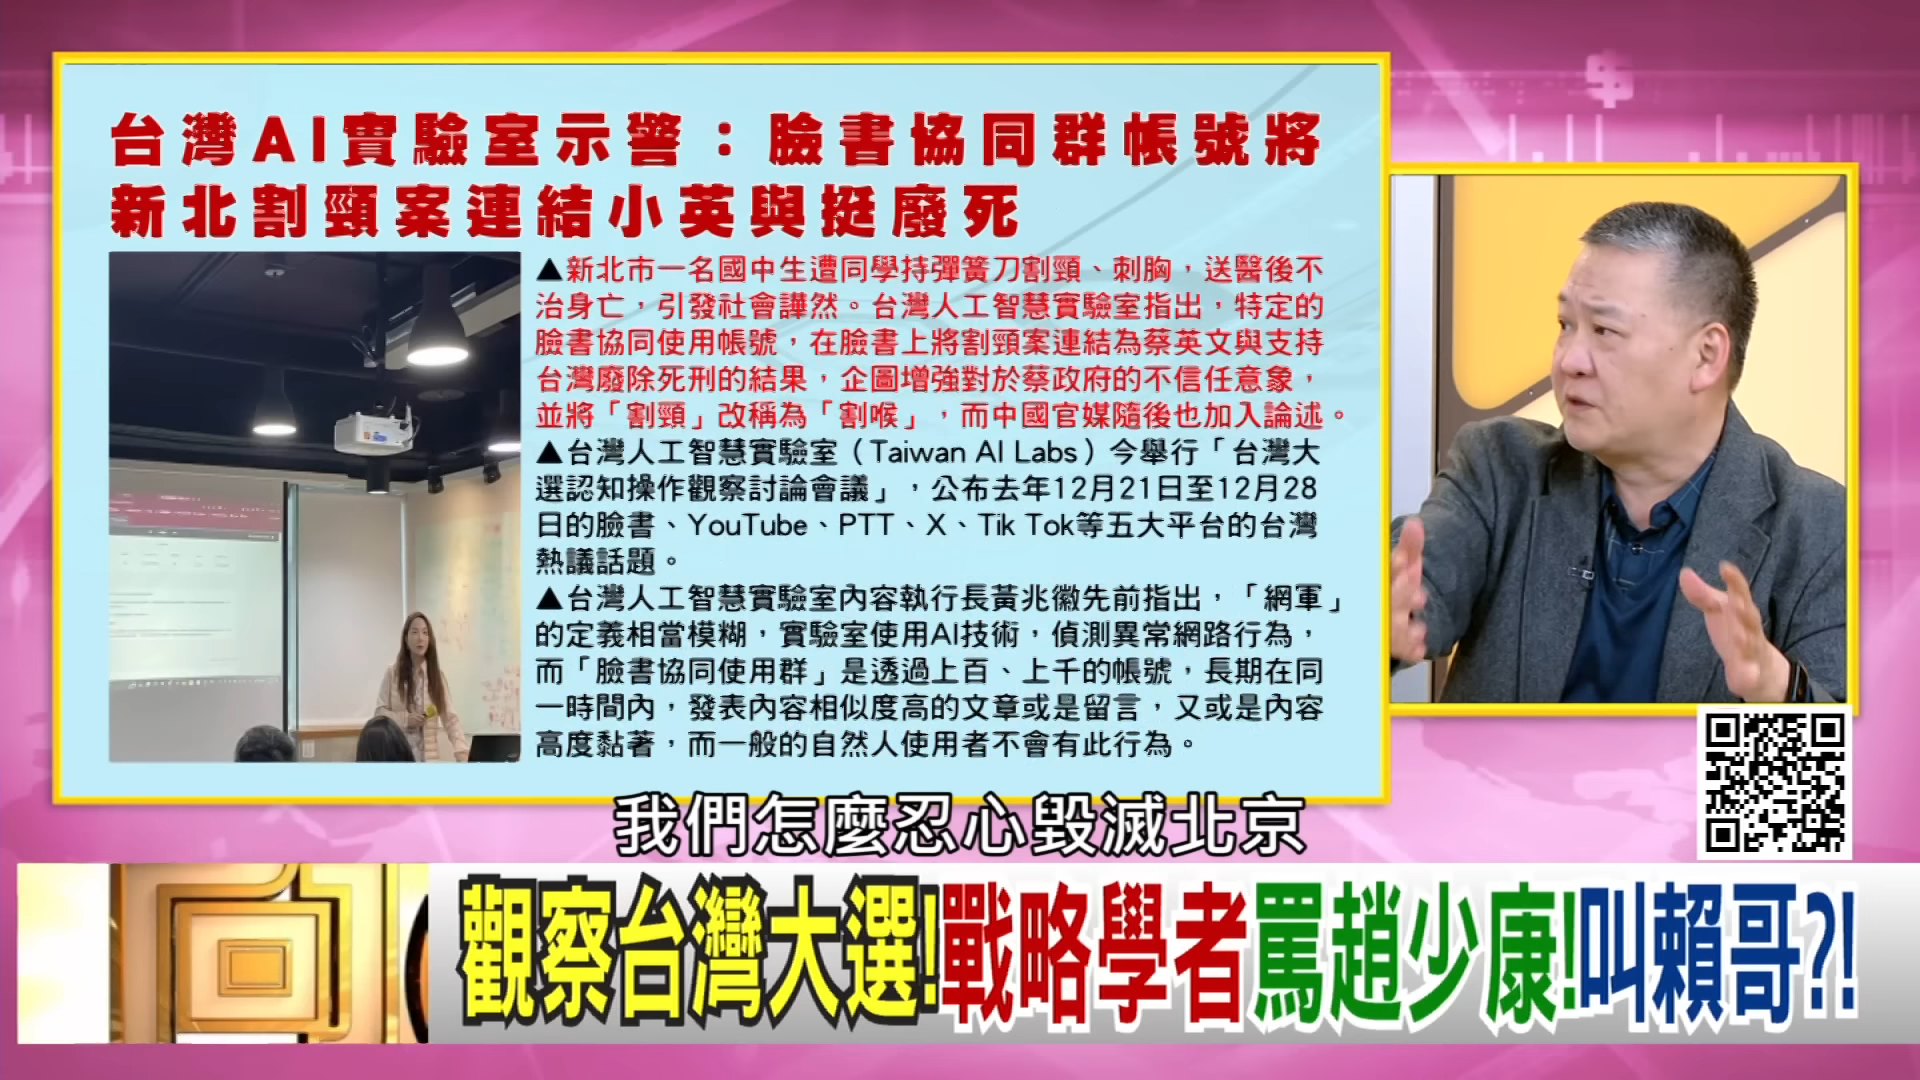 台灣AI實驗室示警：臉書協同群帳號將
新北割頸案連結小英與挺廢死
▲新北市一名國中生遭同學持彈簧刀割頸、刺胸，送醫後不
治身亡，引發社會譁然。台灣人工智慧實驗室指出，特定的
臉書協同使用帳號，在臉書上將割頸案連結為蔡英文與支持
台灣廢除死刑的結果，企圖增強對於蔡政府的不信任意象，
並將「割頸」改稱為「割喉」，而中國官媒隨後也加入論述。
▲台灣人工智慧實驗室（Taiwan AI Labs）今舉行「台灣大
選認知操作觀察討論會議」，公布去年12月21日至12月28
日的臉書、YouTube、PTT、X、Tik Tok等五大平台的台灣
熱議話題。
▲台灣人工智慧實驗室內容執行長黃兆徽先前指出，「網軍」
的定義相當模糊，實驗室使用AI技術，偵測異常網路行為，
而「臉書協同使用群」是透過上百、上千的帳號，長期在同
一時間內，發表內容相似度高的文章或是留言，又或是內容
高度黏著，而一般的自然人使用者不會有此行為。
我們怎麼忍心毀滅北京
觀察台灣大選!戰略學者罵趙少康!叫賴哥?!